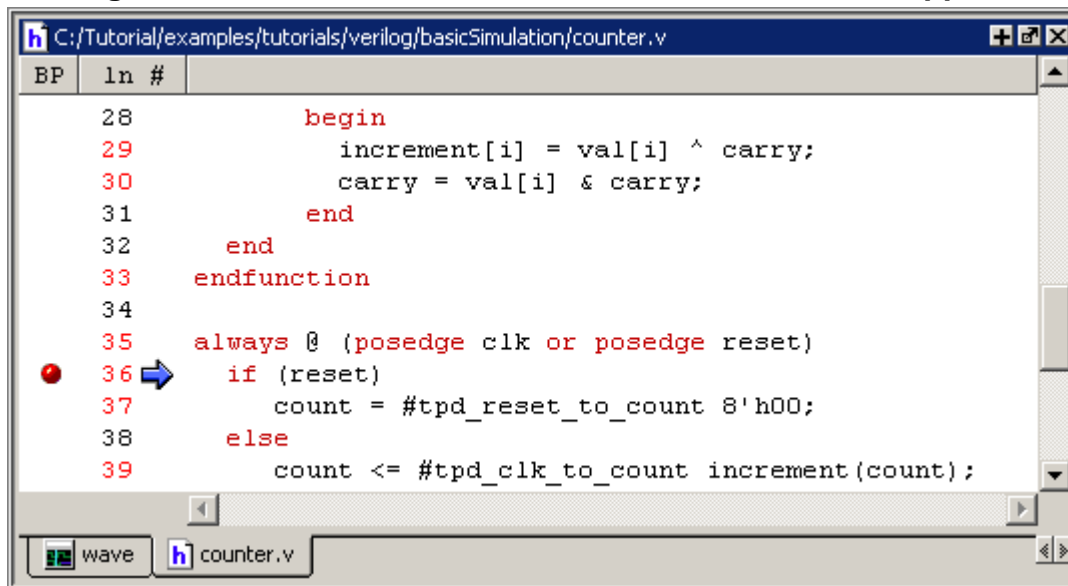 h C:/Tutorial/examples/tutorials/verilog/basicSimulation/counter.v
BP ln #
28 begin
29 increment[i] = val[i] ^ carry;
30 carry = val[i] & carry;
31 end
32 end
33 endfunction
34
35 always @ (posedge clk or posedge reset)
36 if (reset)
37 count = #tpd_reset_to_count 8'h00;
38 else
39 count <= #tpd_clk_to_count increment(count);
wave h counter.v